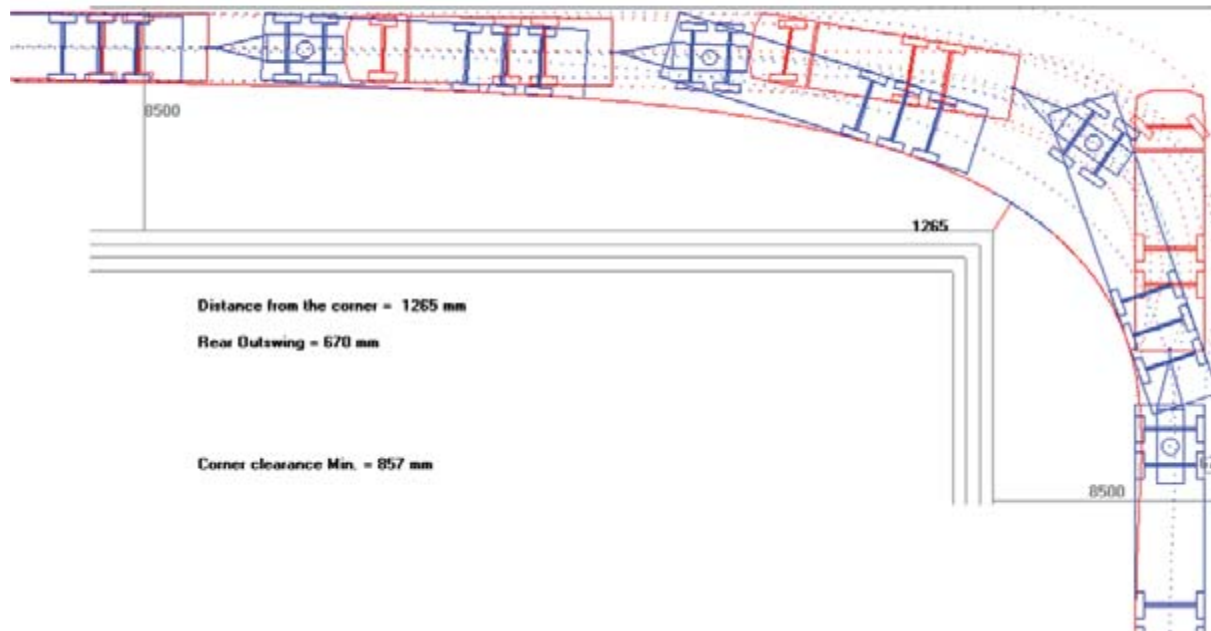 8500
1265
Distance from the corner = 1265 mm
Rear Outswing = 670 mm
Corner clearance Min. = 857 mm
8500